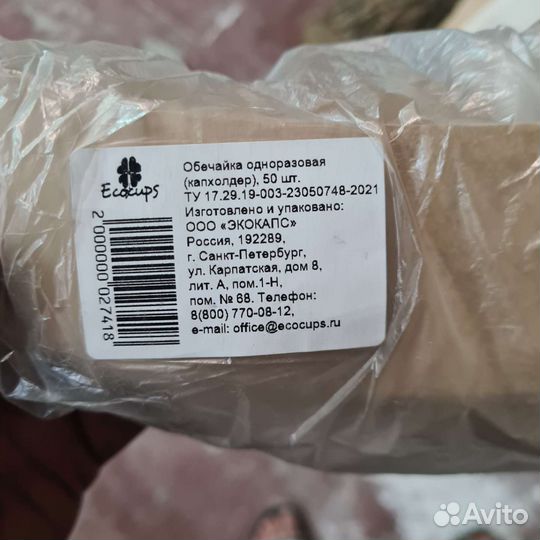 Ecocups
2 000000 027418
Обечайка одноразовая
(капхолдер), 50 шт.
ТУ 17.29.19-003-23050748-2021
Изготовлено и упаковано:
ООО «ЭКОКАПС»
Россия, 192289,
г. Санкт-Петербург,
ул. Карпатская, дом 8,
лит. А, пом.1-Н,
пом. № 68. Телефон:
8(800) 770-08-12,
e-mail: office@ecocups.ru
Avito